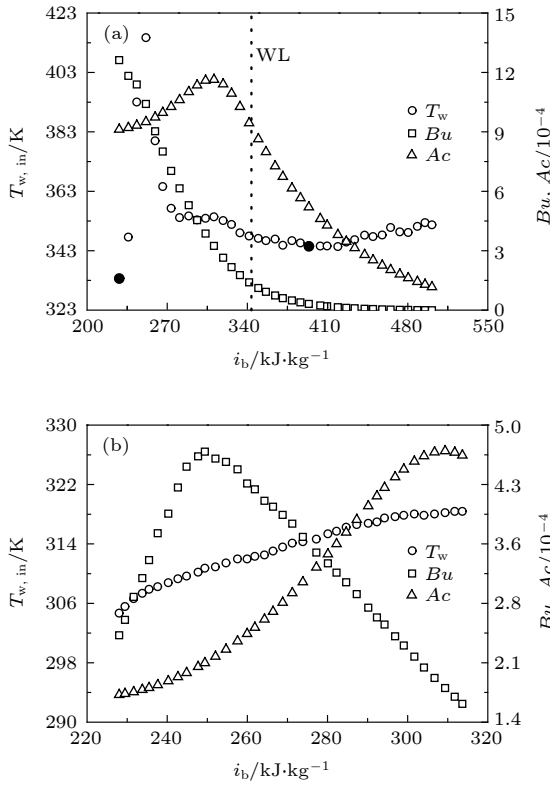 423
403
383
363
343
323
15
12
9
6
3
0
(a)
WL
T_w
Bu
Ac
T_w, in/K
Bu, Ac/10⁻⁴
200 270 340 410 480 550
i_b/kJ·kg⁻¹
330
322
314
306
298
290
5.0
4.3
3.6
2.8
2.1
1.4
(b)
T_w
Bu
Ac
T_w, in/K
Bu, Ac/10⁻⁴
220 240 260 280 300 320
i_b/kJ·kg⁻¹